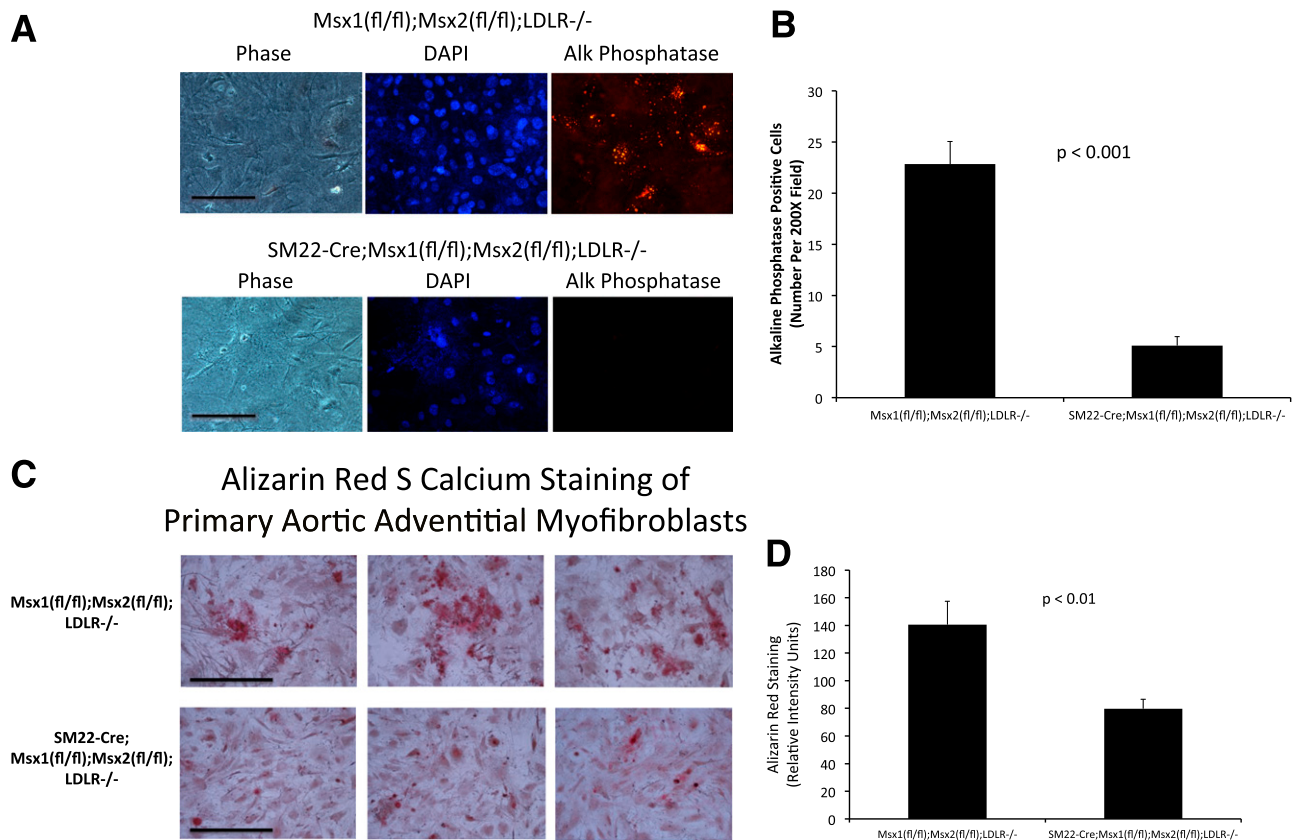 A
Msx1(fl/fl);Msx2(fl/fl);LDLR-/-
Phase DAPI Alk Phosphatase
SM22-Cre;Msx1(fl/fl);Msx2(fl/fl);LDLR-/-
Phase DAPI Alk Phosphatase
B
Alkaline Phosphatase Positive Cells
(Number Per 200X Field)
30
25
20
15
10
5
0
p < 0.001
Msx1(fl/fl);Msx2(fl/fl);LDLR-/- SM22-Cre;Msx1(fl/fl);Msx2(fl/fl);LDLR-/-
C
Alizarin Red S Calcium Staining of
Primary Aortic Adventitial Myofibroblasts
Msx1(fl/fl);Msx2(fl/fl);
LDLR-/-
SM22-Cre;
Msx1(fl/fl);Msx2(fl/fl);
LDLR-/-
D
Alizarin Red Staining
(Relative Intensity Units)
180
160
140
120
100
80
60
40
20
0
p < 0.01
Msx1(fl/fl);Msx2(fl/fl);LDLR-/- SM22-Cre;Msx1(fl/fl);Msx2(fl/fl);LDLR-/-